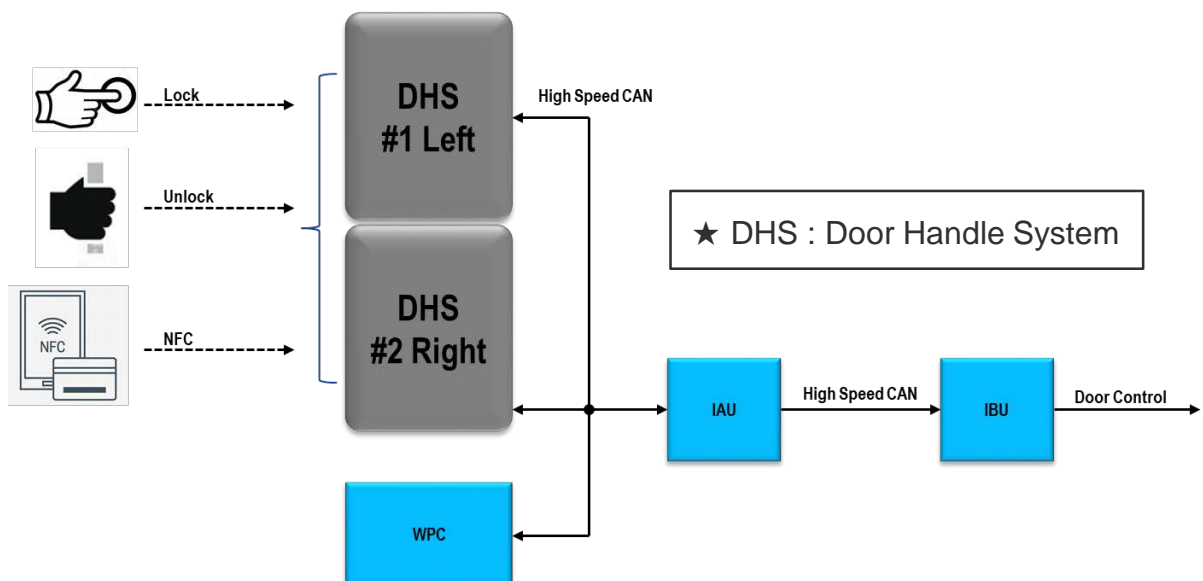 Lock
Unlock
NFC
NFC
DHS
#1 Left
DHS
#2 Right
WPC
High Speed CAN
★ DHS : Door Handle System
IAU
High Speed CAN
IBU
Door Control